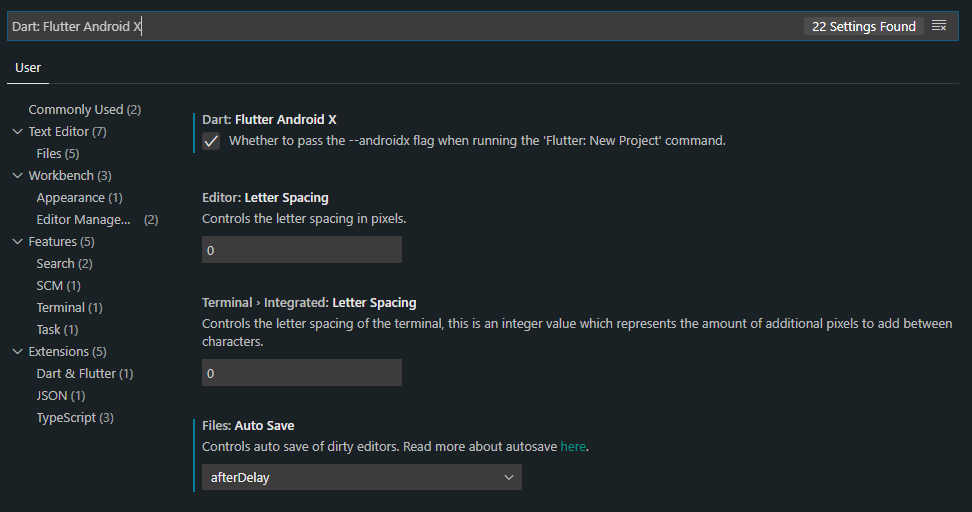 Dart: Flutter Android X
22 Settings Found
User
Commonly Used (2)
Text Editor (7)
Files (5)
Workbench (3)
Appearance (1)
Editor Manage... (2)
Features (5)
Search (2)
SCM (1)
Terminal (1)
Task (1)
Extensions (5)
Dart & Flutter (1)
JSON (1)
TypeScript (3)
Dart: Flutter Android X
Whether to pass the --androidx flag when running the 'Flutter: New Project' command.
Editor: Letter Spacing
Controls the letter spacing in pixels.
0
Terminal › Integrated: Letter Spacing
Controls the letter spacing of the terminal, this is an integer value which represents the amount of additional pixels to add between
characters.
0
Files: Auto Save
Controls auto save of dirty editors. Read more about autosave here.
afterDelay